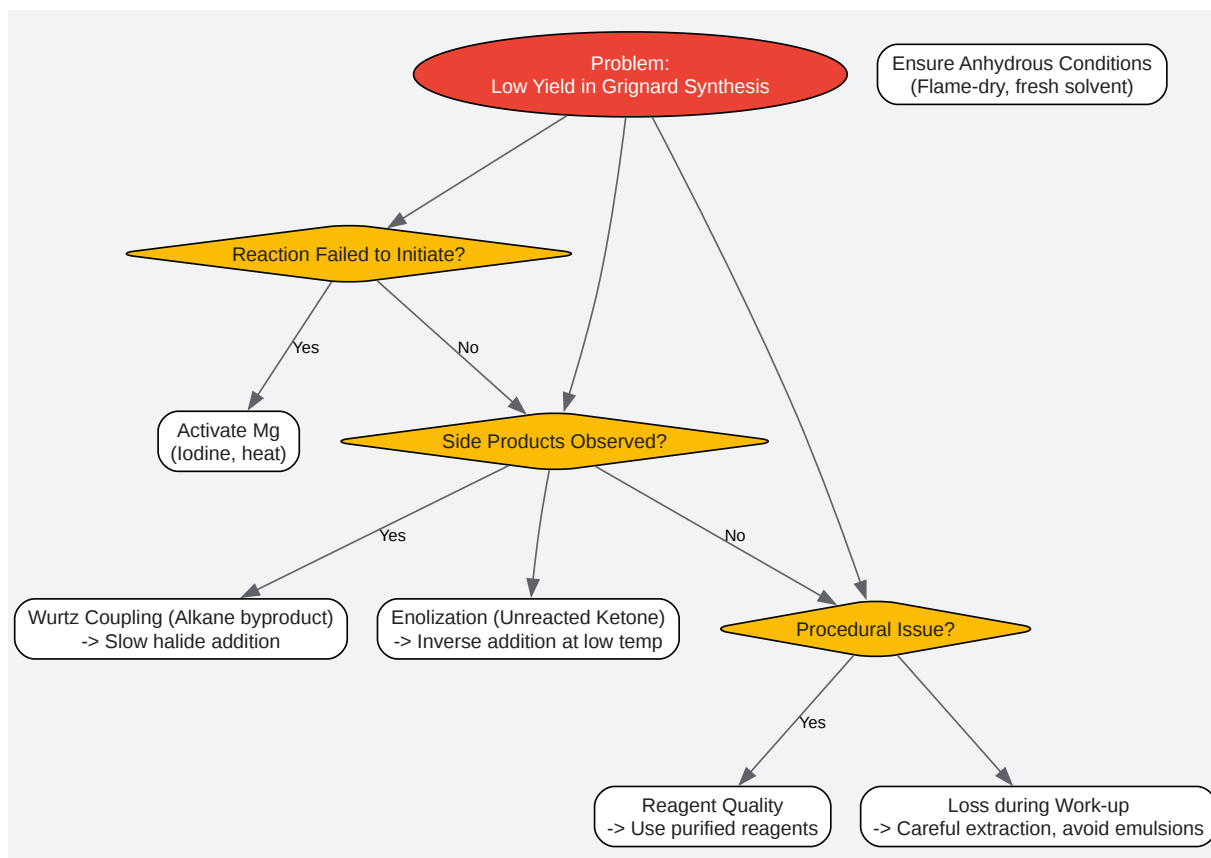 Problem:
Low Yield in Grignard Synthesis
Ensure Anhydrous Conditions
(Flame-dry, fresh solvent)
Reaction Failed to Initiate?
Yes
No
Activate Mg
(Iodine, heat)
Side Products Observed?
Yes
No
Wurtz Coupling (Alkane byproduct)
-> Slow halide addition
Enolization (Unreacted Ketone)
-> Inverse addition at low temp
Procedural Issue?
Yes
Reagent Quality
-> Use purified reagents
Loss during Work-up
-> Careful extraction, avoid emulsions